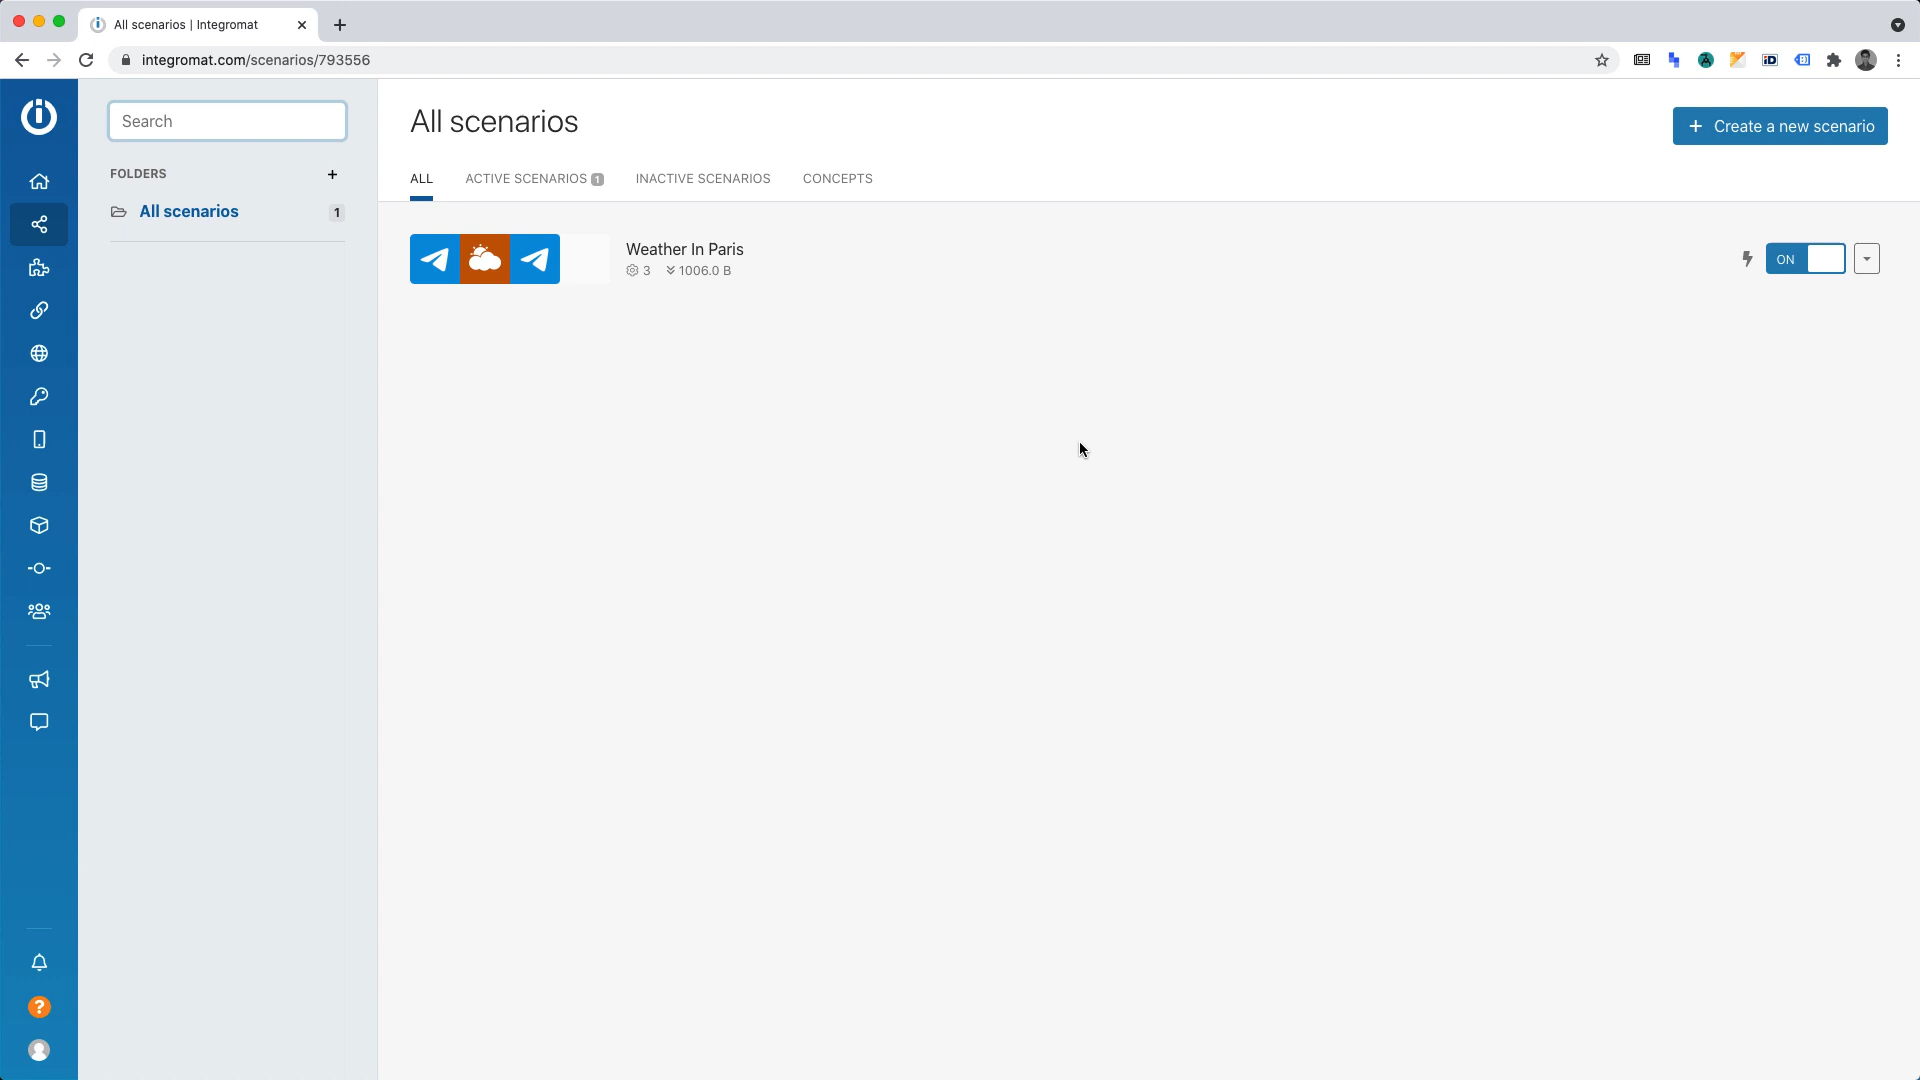 All scenarios | Integromat
integromat.com/scenarios/793556
Search
FOLDERS
All scenarios 1
All scenarios
Create a new scenario
ALL ACTIVE SCENARIOS 1 INACTIVE SCENARIOS CONCEPTS
Weather In Paris
3 1006.0 B
ON